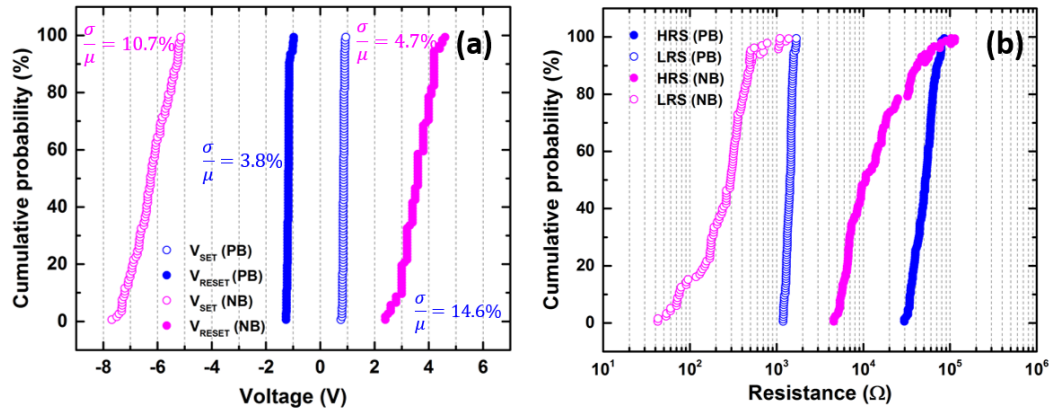 (a)
Cumulative probability (%)
100
80
60
40
20
0
σ/μ = 10.7%
σ/μ = 4.7%
σ/μ = 3.8%
σ/μ = 14.6%
V_SET (PB)
V_RESET (PB)
V_SET (NB)
V_RESET (NB)
-8 -6 -4 -2 0 2 4 6
Voltage (V)
(b)
Cumulative probability (%)
100
80
60
40
20
0
HRS (PB)
LRS (PB)
HRS (NB)
LRS (NB)
10^1 10^2 10^3 10^4 10^5 10^6
Resistance (Ω)